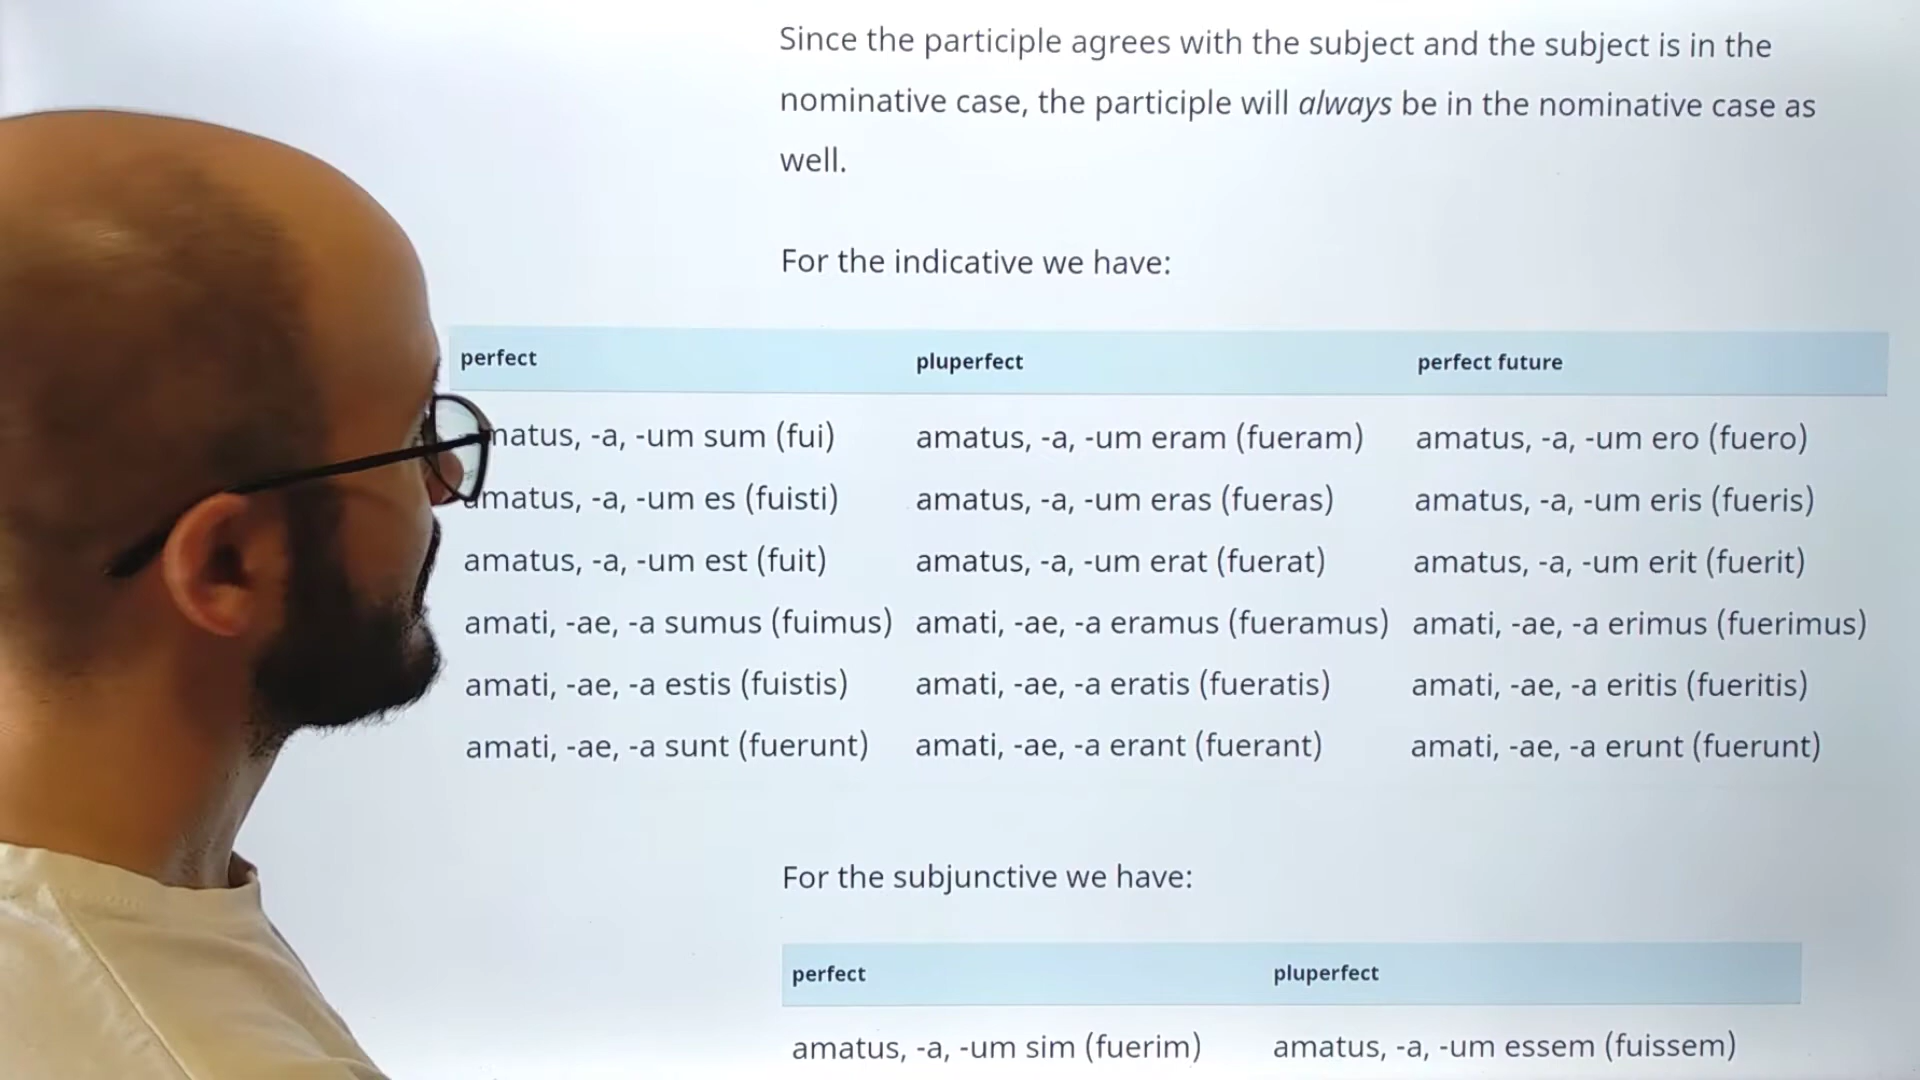 Since the participle agrees with the subject and the subject is in the
nominative case, the participle will always be in the nominative case as
well.
For the indicative we have:
perfect pluperfect perfect future
matus, -a, -um sum (fui) amatus, -a, -um eram (fueram) amatus, -a, -um ero (fuero)
amatus, -a, -um es (fuisti) amatus, -a, -um eras (fueras) amatus, -a, -um eris (fueris)
amatus, -a, -um est (fuit) amatus, -a, -um erat (fuerat) amatus, -a, -um erit (fuerit)
amati, -ae, -a sumus (fuimus) amati, -ae, -a eramus (fueramus) amati, -ae, -a erimus (fuerimus)
amati, -ae, -a estis (fuistis) amati, -ae, -a eratis (fueratis) amati, -ae, -a eritis (fueritis)
amati, -ae, -a sunt (fuerunt) amati, -ae, -a erant (fuerant) amati, -ae, -a erunt (fuerunt)
For the subjunctive we have:
perfect pluperfect
amatus, -a, -um sim (fuerim) amatus, -a, -um essem (fuissem)